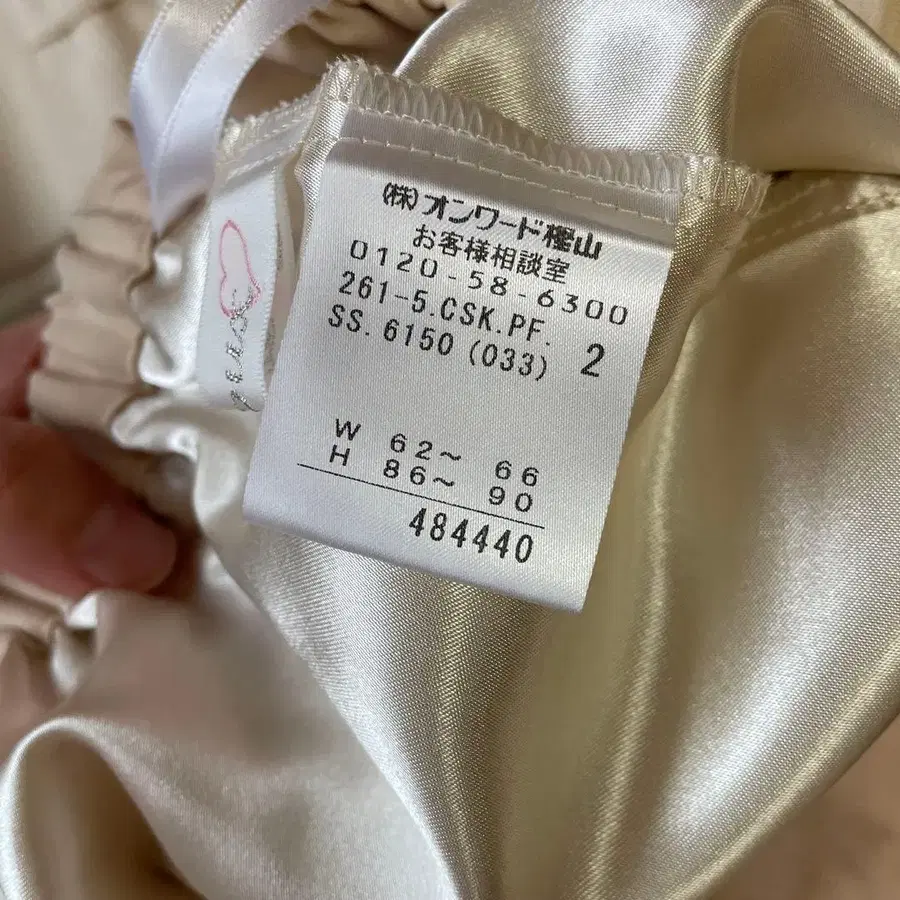 (株)オンワード樫山
お客様相談室
0120-58-6300
261-5.CSK.PF.
SS.6150(033) 2
W 62～ 66
H 86～ 90
484440